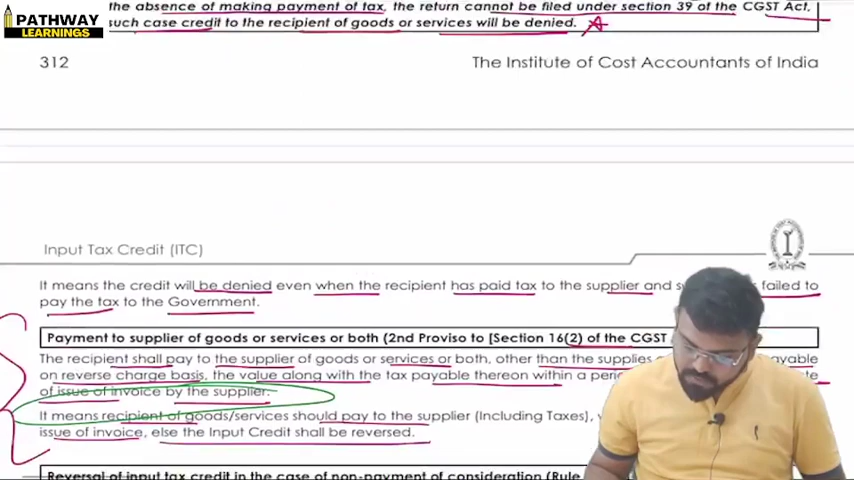 PATHWAY
LEARNINGS
the absence of making payment of tax, the return cannot be filed under section 39 of the CGST Act,
such case credit to the recipient of goods or services will be denied.
312
The Institute of Cost Accountants of India
Input Tax Credit (ITC)
It means the credit will be denied even when the recipient has paid tax to the supplier and failed to
pay the tax to the Government.
Payment to supplier of goods or services or both (2nd Proviso to [Section 16(2) of the CGST
The recipient shall pay to the supplier of goods or services or both, other than the supplies payable
on reverse charge basis, the value along with the tax payable thereon within a
of issue of invoice by the supplier.
It means recipient of goods/services should pay to the supplier (Including Taxes),
issue of invoice, else the Input Credit shall be reversed.
Reversal of input tax credit in the case of non-payment of consideration (Rule